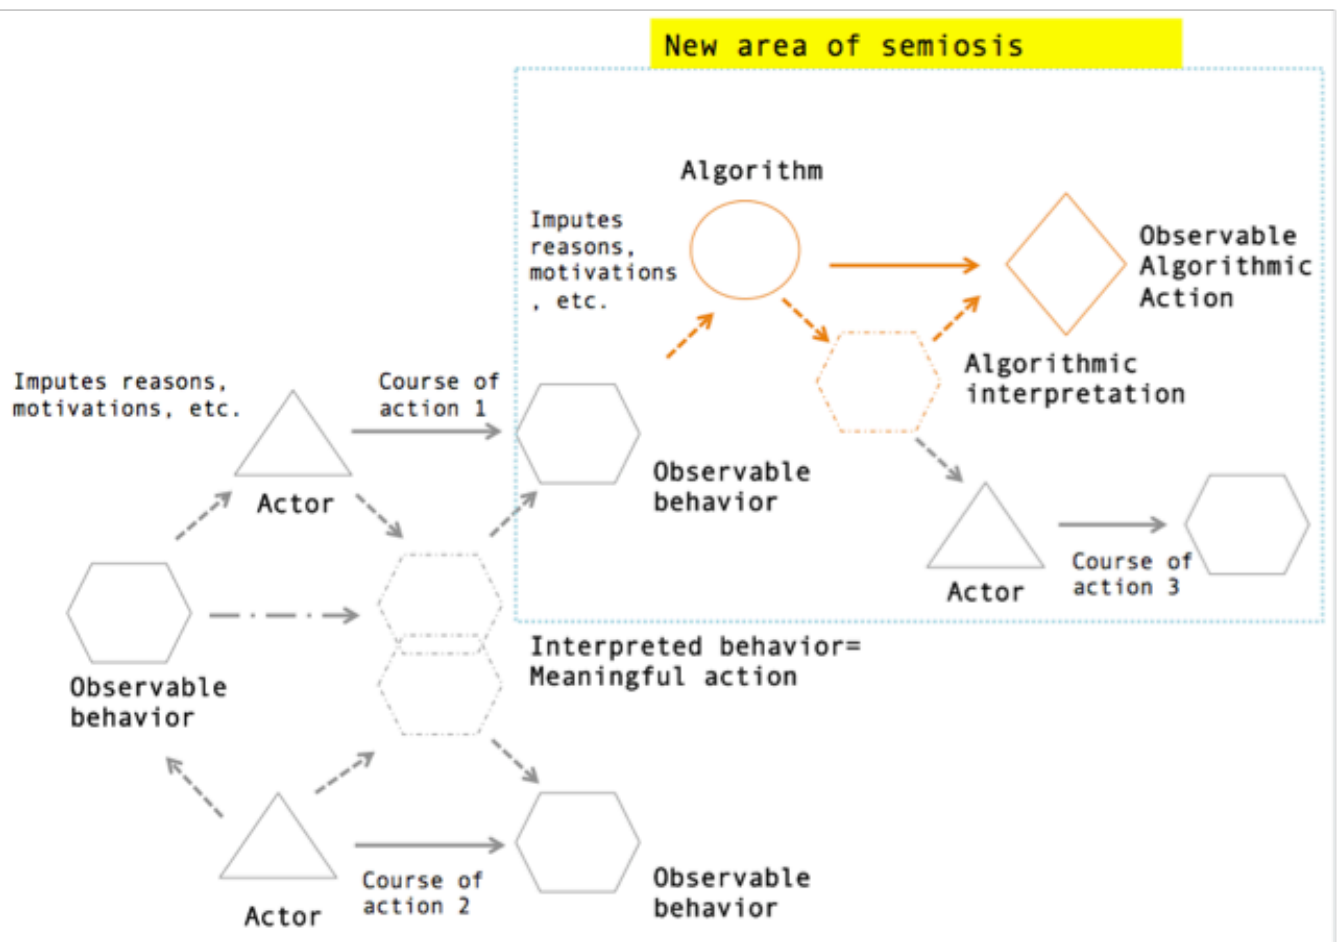 New area of semiosis
Algorithm
Imputes
reasons,
motivations
, etc.
Observable
Algorithmic
Action
Algorithmic
interpretation
Imputes reasons,
motivations, etc.
Course of
action 1
Actor
Observable
behavior
Actor
Course of
action 3
Observable
behavior
Interpreted behavior=
Meaningful action
Actor
Course of
action 2
Observable
behavior